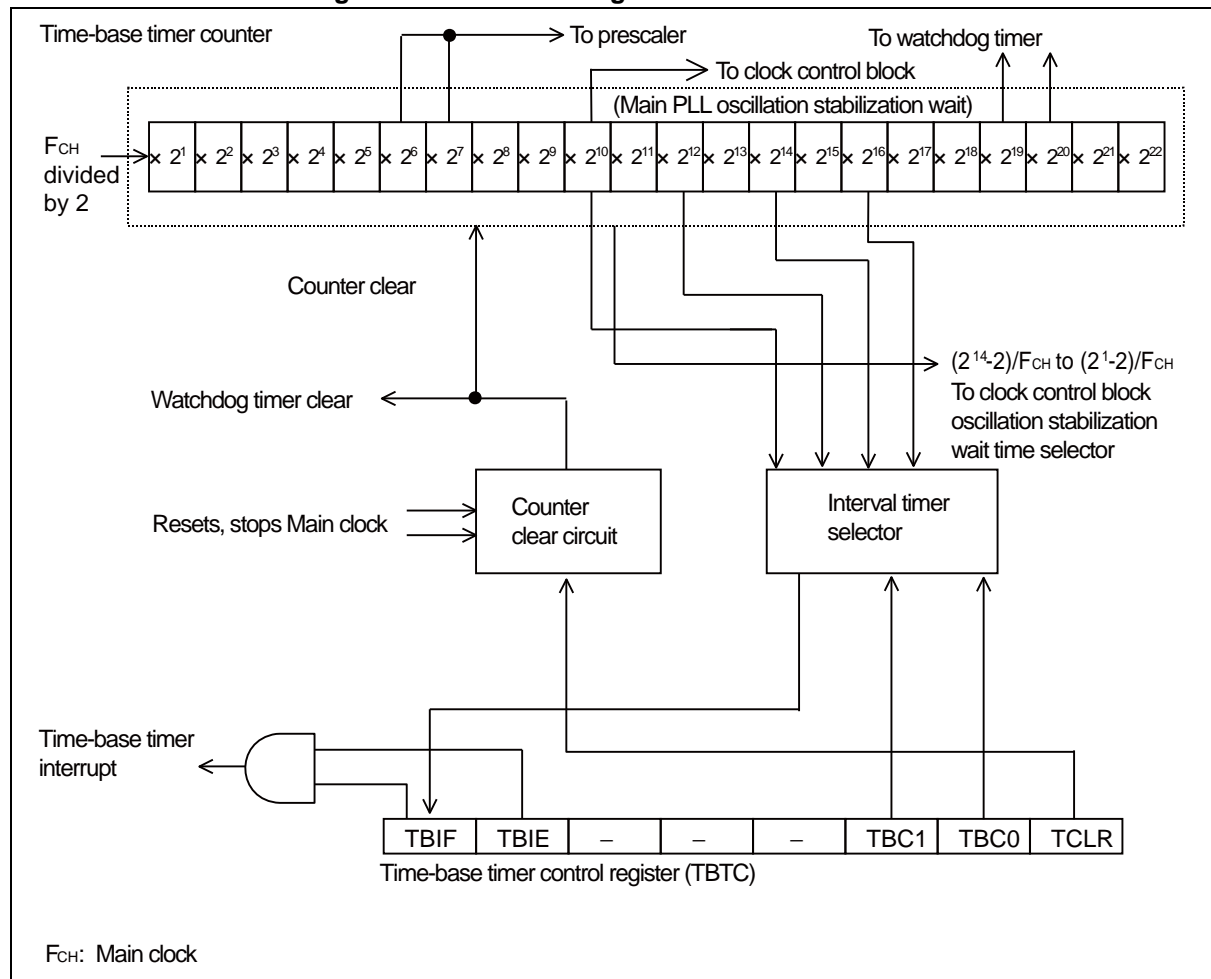 Time-base timer counter
To prescaler
To watchdog timer
To clock control block
(Main PLL oscillation stabilization wait)
FCH
divided
by 2
× 2¹ × 2² × 2³ × 2⁴ × 2⁵ × 2⁶ × 2⁷ × 2⁸ × 2⁹ × 2¹⁰ × 2¹¹ × 2¹² × 2¹³ × 2¹⁴ × 2¹⁵ × 2¹⁶ × 2¹⁷ × 2¹⁸ × 2¹⁹ × 2²⁰ × 2²¹ × 2²²
Counter clear
(2¹⁴-2)/FCH to (2¹-2)/FCH
To clock control block
oscillation stabilization
wait time selector
Watchdog timer clear
Resets, stops Main clock
Counter
clear circuit
Interval timer
selector
Time-base timer
interrupt
TBIF TBIE – – – TBC1 TBC0 TCLR
Time-base timer control register (TBTC)
FCH: Main clock